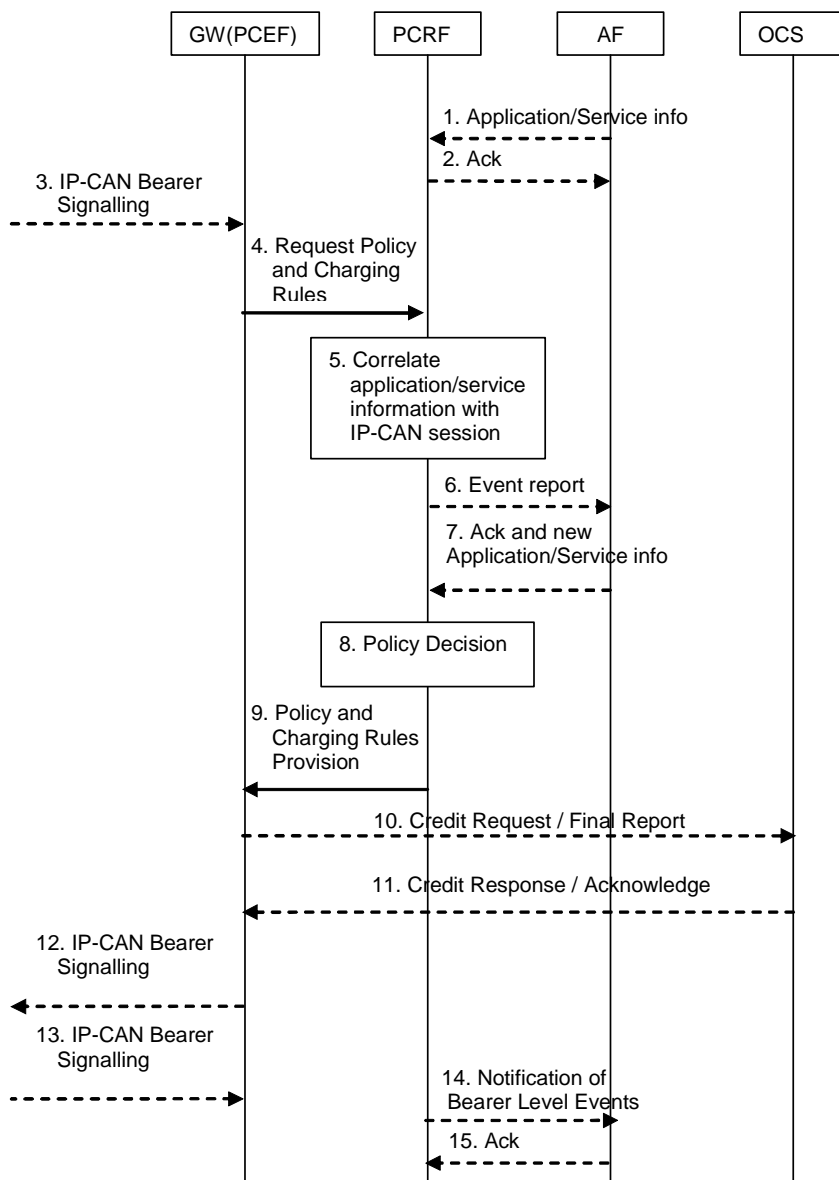 GW(PCEF)
PCRF
AF
OCS
1. Application/Service info
2. Ack
3. IP-CAN Bearer
Signalling
4. Request Policy
and Charging
Rules
5. Correlate
application/service
information with
IP-CAN session
6. Event report
7. Ack and new
Application/Service info
8. Policy Decision
9. Policy and
Charging Rules
Provision
10. Credit Request / Final Report
11. Credit Response / Acknowledge
12. IP-CAN Bearer
Signalling
13. IP-CAN Bearer
Signalling
14. Notification of
Bearer Level Events
15. Ack